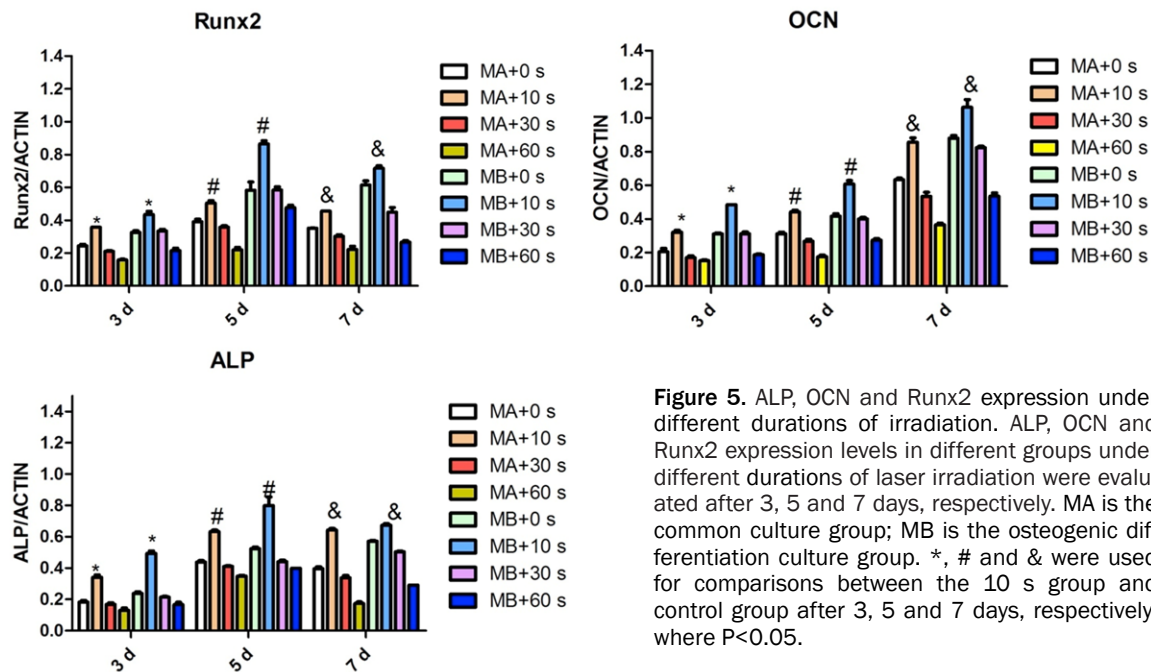 Runx2
1.4
1.2
1.0
0.8
0.6
0.4
0.2
0.0
Runx2/ACTIN
*
*
#
#
&
&
3 d
5 d
7 d
MA+0 s
MA+10 s
MA+30 s
MA+60 s
MB+0 s
MB+10 s
MB+30 s
MB+60 s
OCN
1.4
1.2
1.0
0.8
0.6
0.4
0.2
0.0
OCN/ACTIN
*
*
#
#
&
&
3 d
5 d
7 d
MA+0 s
MA+10 s
MA+30 s
MA+60 s
MB+0 s
MB+10 s
MB+30 s
MB+60 s
ALP
1.4
1.2
1.0
0.8
0.6
0.4
0.2
0.0
ALP/ACTIN
*
*
#
#
&
&
3 d
5 d
7 d
MA+0 s
MA+10 s
MA+30 s
MA+60 s
MB+0 s
MB+10 s
MB+30 s
MB+60 s
Figure 5. ALP, OCN and Runx2 expression unde
different durations of irradiation. ALP, OCN and
Runx2 expression levels in different groups unde
different durations of laser irradiation were evalu
ated after 3, 5 and 7 days, respectively. MA is the
common culture group; MB is the osteogenic dif
ferentiation culture group. *, # and & were used
for comparisons between the 10 s group and
control group after 3, 5 and 7 days, respectively
where P<0.05.